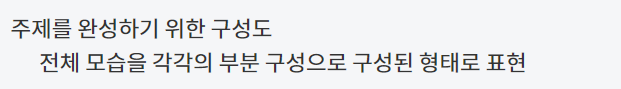 주제를 완성하기 위한 구성도
전체 모습을 각각의 부분 구성으로 구성된 형태로 표현